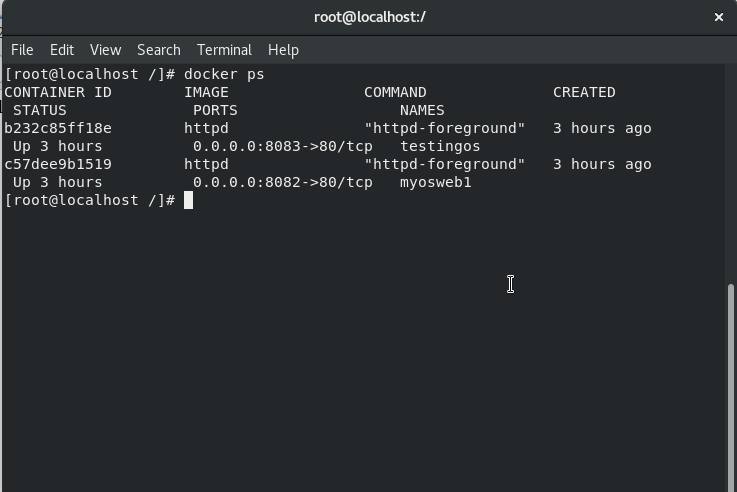 root@localhost:/
File Edit View Search Terminal Help
[root@localhost /]# docker ps
CONTAINER ID        IMAGE               COMMAND              CREATED
 STATUS              PORTS                  NAMES
b232c85ff18e        httpd               "httpd-foreground"   3 hours ago
 Up 3 hours          0.0.0.0:8083->80/tcp   testingos
c57dee9b1519        httpd               "httpd-foreground"   3 hours ago
 Up 3 hours          0.0.0.0:8082->80/tcp   myosweb1
[root@localhost /]#